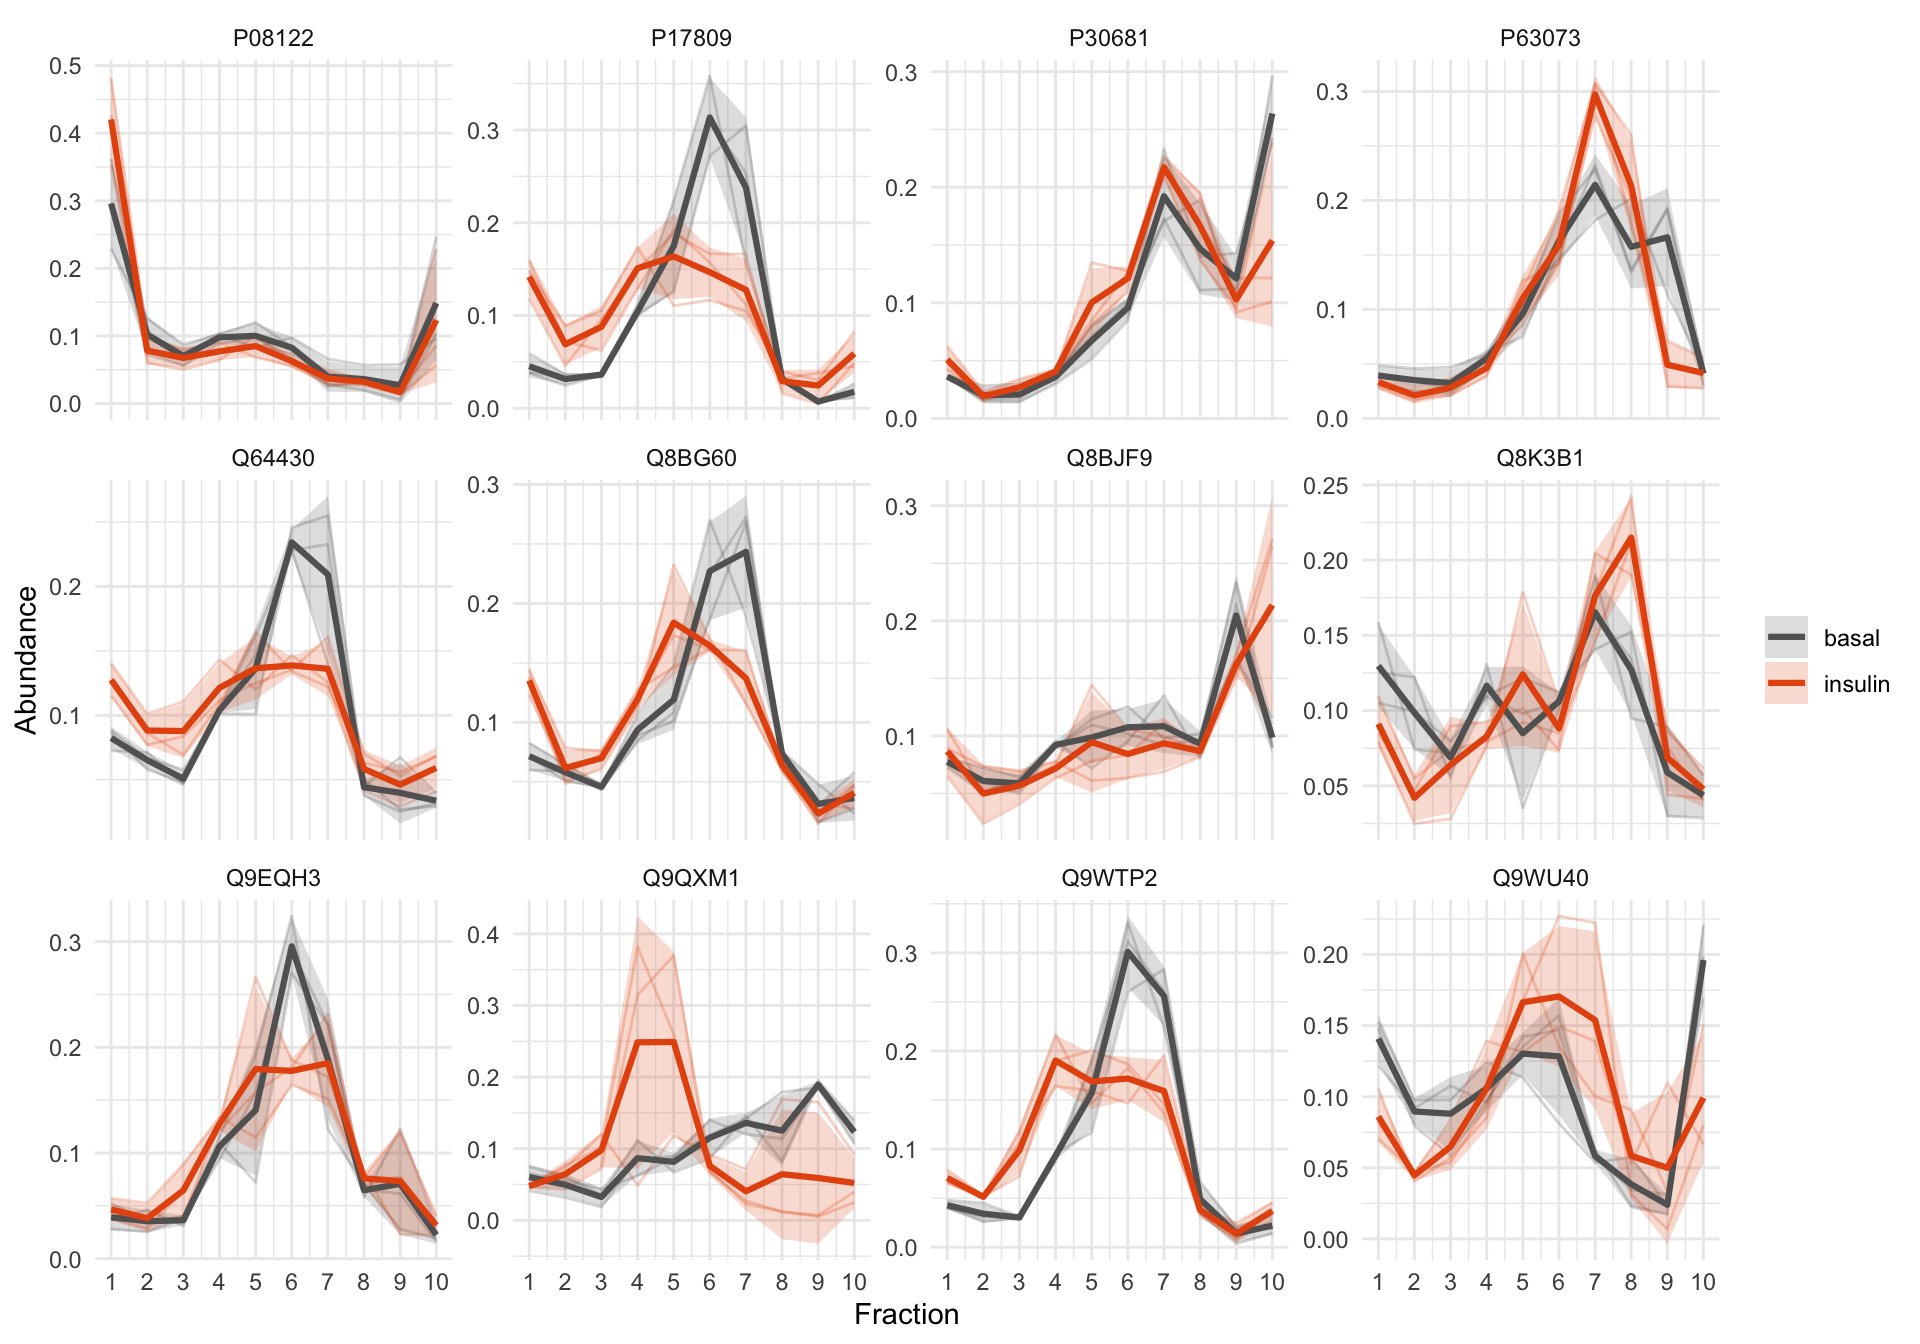 P08122 P17809 P30681 P63073
0.5 0.4 0.3 0.2 0.1 0.0
0.3 0.2 0.1 0.0
0.3 0.2 0.1 0.0
0.3 0.2 0.1 0.0
Q64430 Q8BG60 Q8BJF9 Q8K3B1
0.2 0.1
0.3 0.2 0.1
0.3 0.2 0.1
0.25 0.20 0.15 0.10 0.05
Q9EQH3 Q9QXM1 Q9WTP2 Q9WU40
0.3 0.2 0.1 0.0
0.4 0.3 0.2 0.1 0.0
0.3 0.2 0.1 0.0
0.20 0.15 0.10 0.05 0.00
1 2 3 4 5 6 7 8 9 10 1 2 3 4 5 6 7 8 9 10 1 2 3 4 5 6 7 8 9 10 1 2 3 4 5 6 7 8 9 10
Fraction
Abundance
basal
insulin